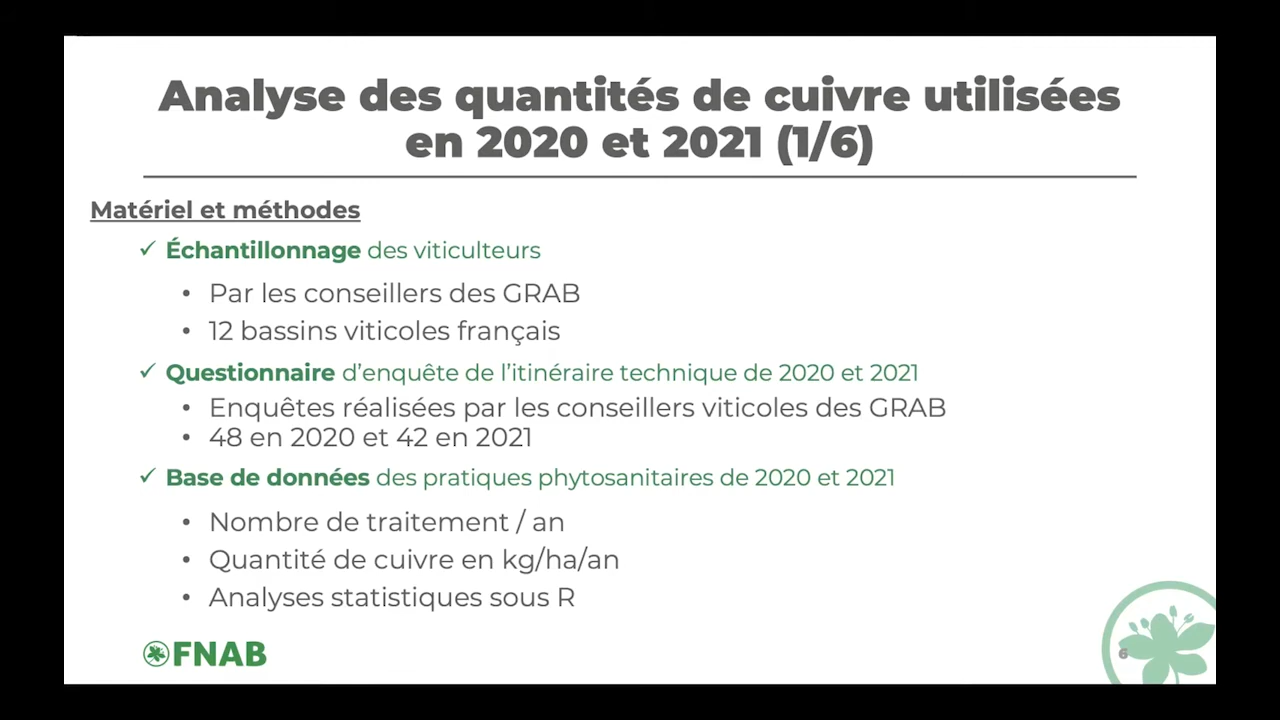 Analyse des quantités de cuivre utilisées
en 2020 et 2021 (1/6)
Matériel et méthodes
✓ Échantillonnage des viticulteurs
• Par les conseillers des GRAB
• 12 bassins viticoles français
✓ Questionnaire d’enquête de l’itinéraire technique de 2020 et 2021
• Enquêtes réalisées par les conseillers viticoles des GRAB
• 48 en 2020 et 42 en 2021
✓ Base de données des pratiques phytosanitaires de 2020 et 2021
• Nombre de traitement / an
• Quantité de cuivre en kg/ha/an
• Analyses statistiques sous R
FNAB
6